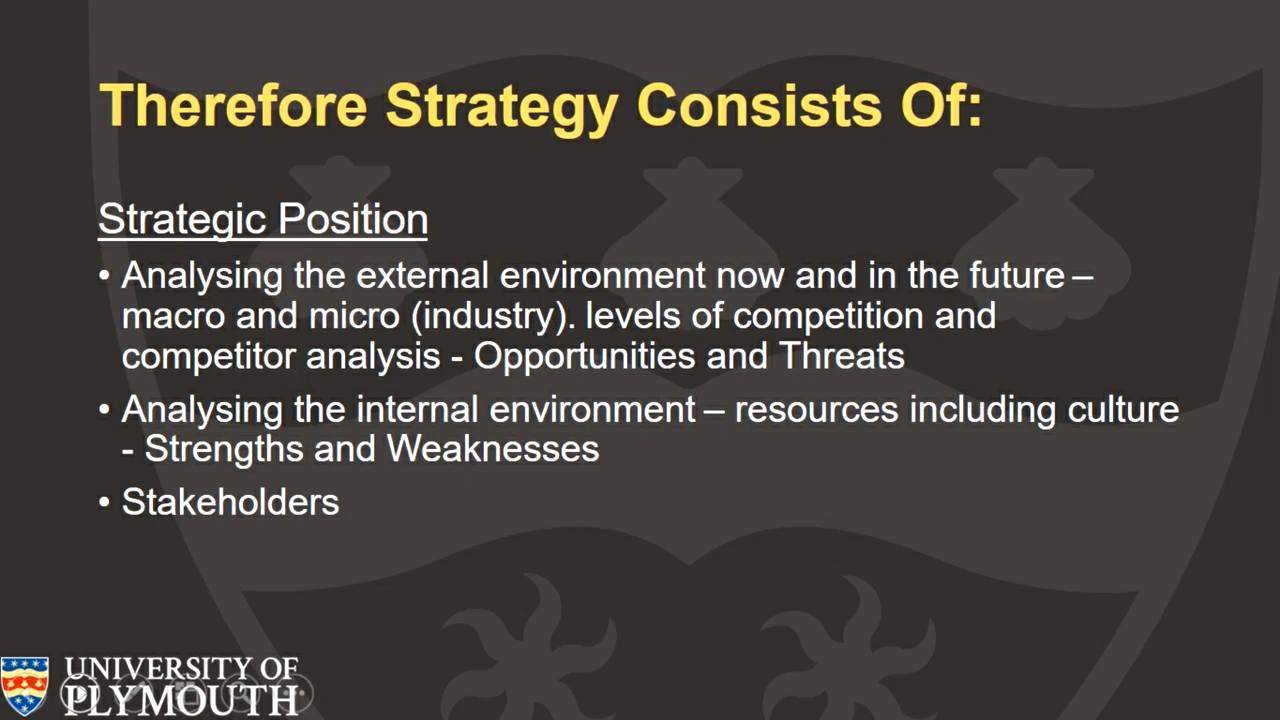 Therefore Strategy Consists Of:
Strategic Position
• Analysing the external environment now and in the future –
macro and micro (industry). levels of competition and
competitor analysis - Opportunities and Threats
• Analysing the internal environment – resources including culture
- Strengths and Weaknesses
• Stakeholders
UNIVERSITY OF
PLYMOUTH